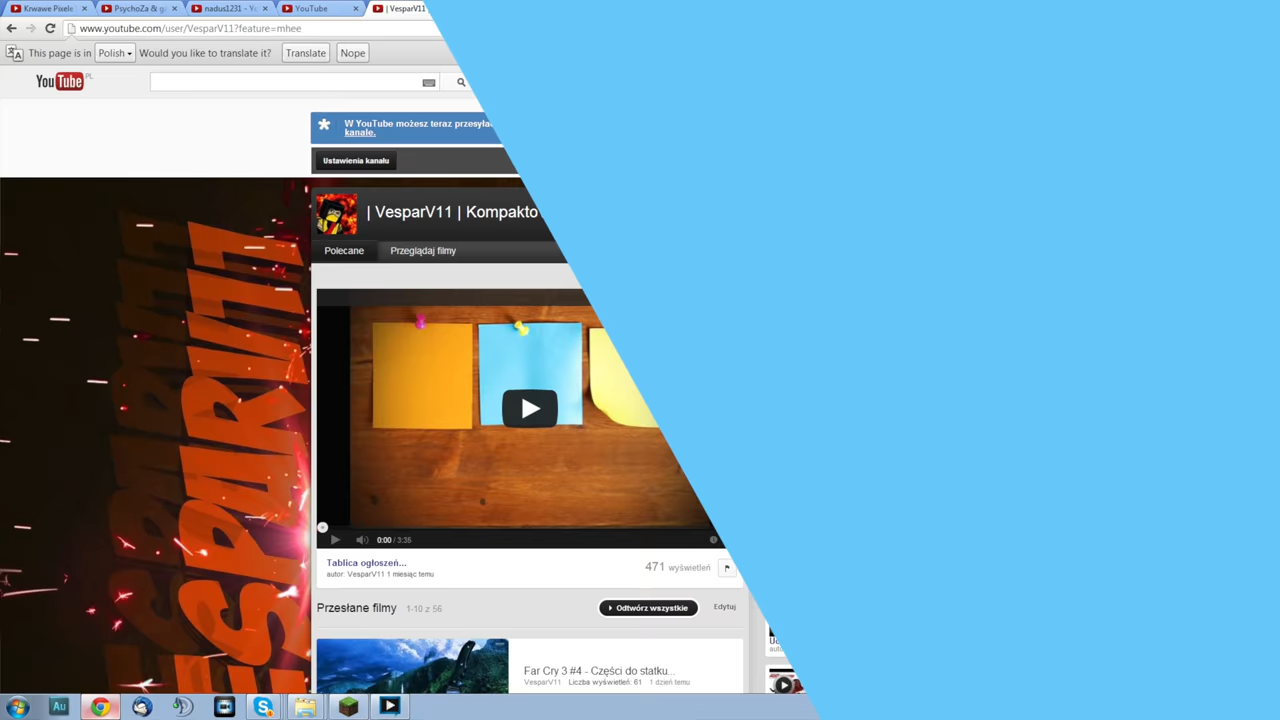 Krwawe Pixele
PsychoZa & g
nadus1231 - Y
YouTube
| VesparV11
www.youtube.com/user/VesparV11?feature=mhee
This page is in Polish Would you like to translate it? Translate Nope
YouTube PL
W YouTube możesz teraz
kanale.
Ustawienia kanału
| VesparV11 | Kompakto
Polecane Przeglądaj filmy
VESPARV11
0:00 / 3:35
Tablica ogłoszeń...
autor: VesparV11 1 miesiąc temu
471 wyświetleń
Przesłane filmy 1-10 z 56
Odtwórz wszystkie
Edytuj
Far Cry 3 #4 - Części do statku...
VesparV11 Liczba wyświetleń: 61 1 dzień temu
Au